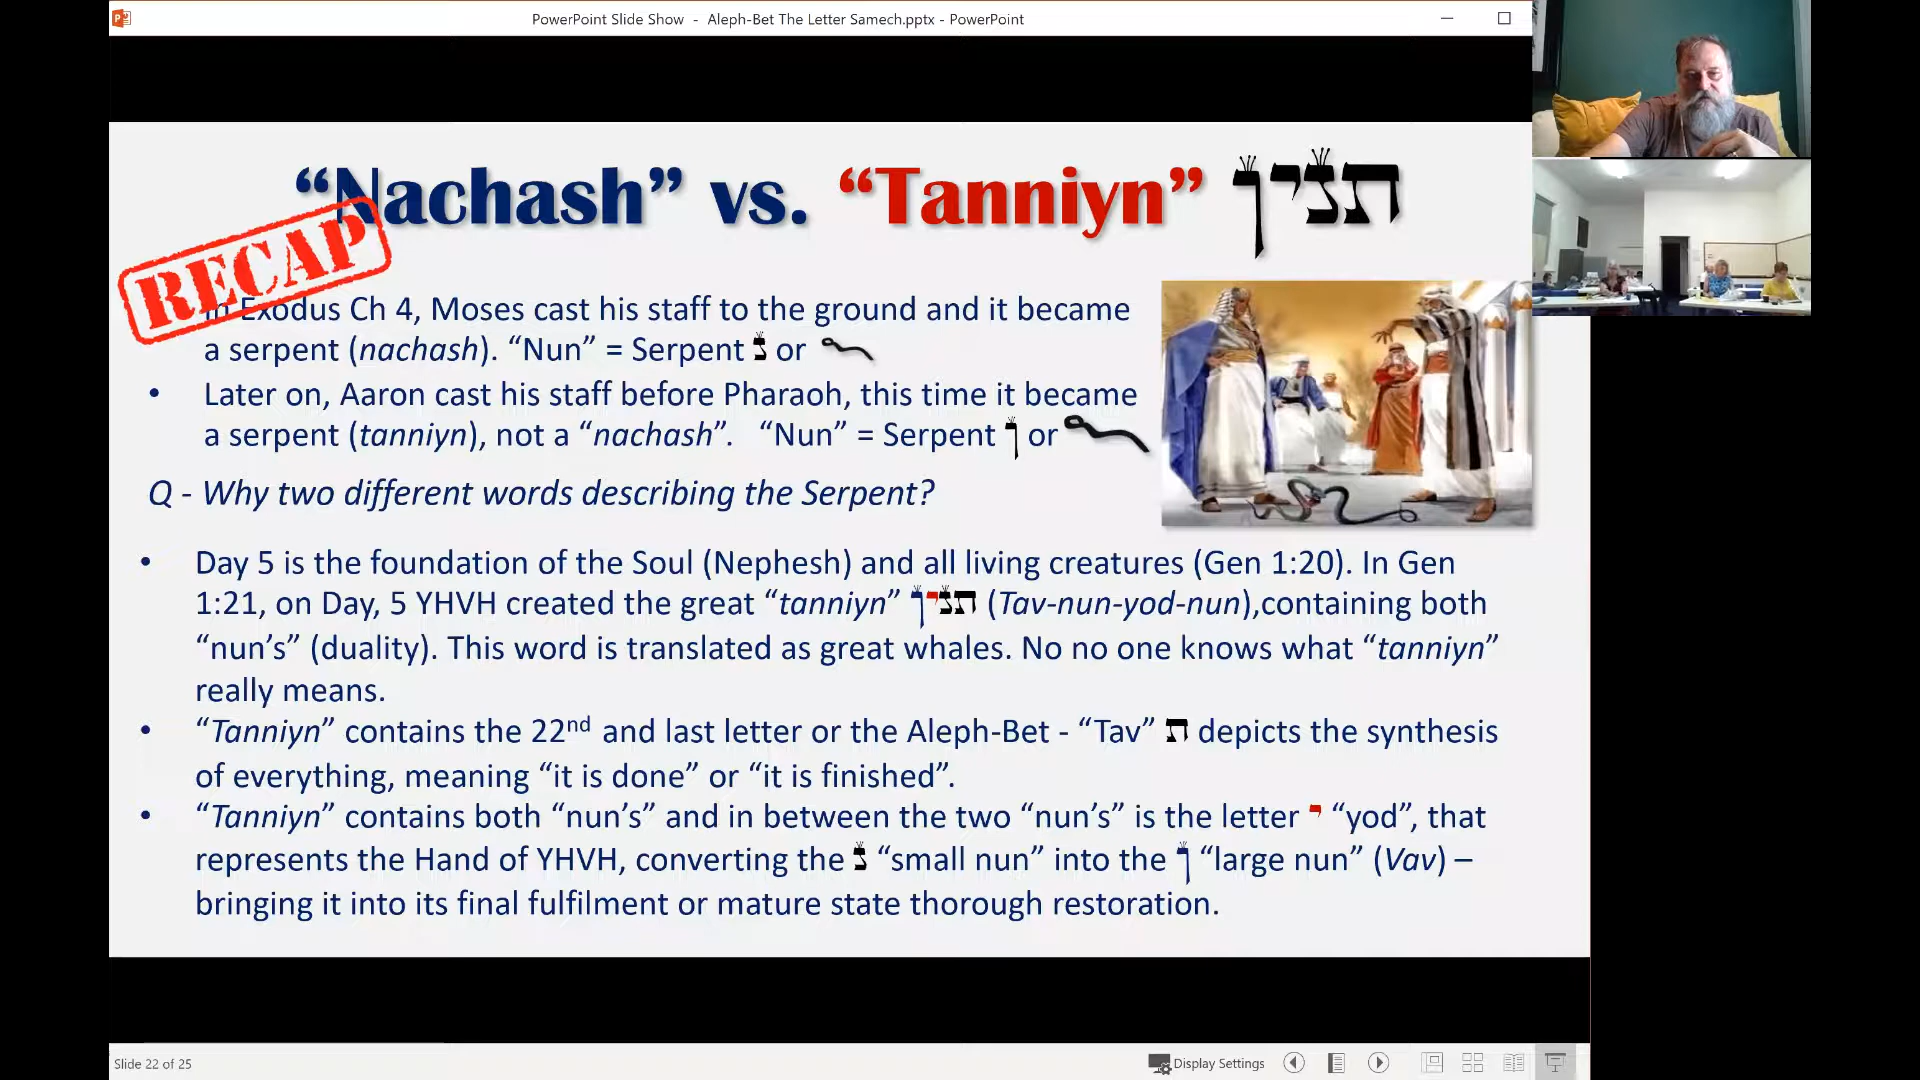 PowerPoint Slide Show - Aleph-Bet The Letter Samech.pptx - PowerPoint
“Nachash” vs. “Tanniyn” תנין
RECAP
In Exodus Ch 4, Moses cast his staff to the ground and it became
a serpent (nachash). “Nun” = Serpent נ or
• Later on, Aaron cast his staff before Pharaoh, this time it became
a serpent (tanniyn), not a “nachash”. “Nun” = Serpent ן or
Q - Why two different words describing the Serpent?
• Day 5 is the foundation of the Soul (Nephesh) and all living creatures (Gen 1:20). In Gen
1:21, on Day, 5 YHVH created the great “tanniyn” תנין (Tav-nun-yod-nun),containing both
“nun’s” (duality). This word is translated as great whales. No no one knows what “tanniyn”
really means.
• “Tanniyn” contains the 22nd and last letter or the Aleph-Bet - “Tav” ת depicts the synthesis
of everything, meaning “it is done” or “it is finished”.
• “Tanniyn” contains both “nun’s” and in between the two “nun’s” is the letter י “yod”, that
represents the Hand of YHVH, converting the נ “small nun” into the ן “large nun” (Vav) –
bringing it into its final fulfilment or mature state thorough restoration.
Slide 22 of 25
Display Settings